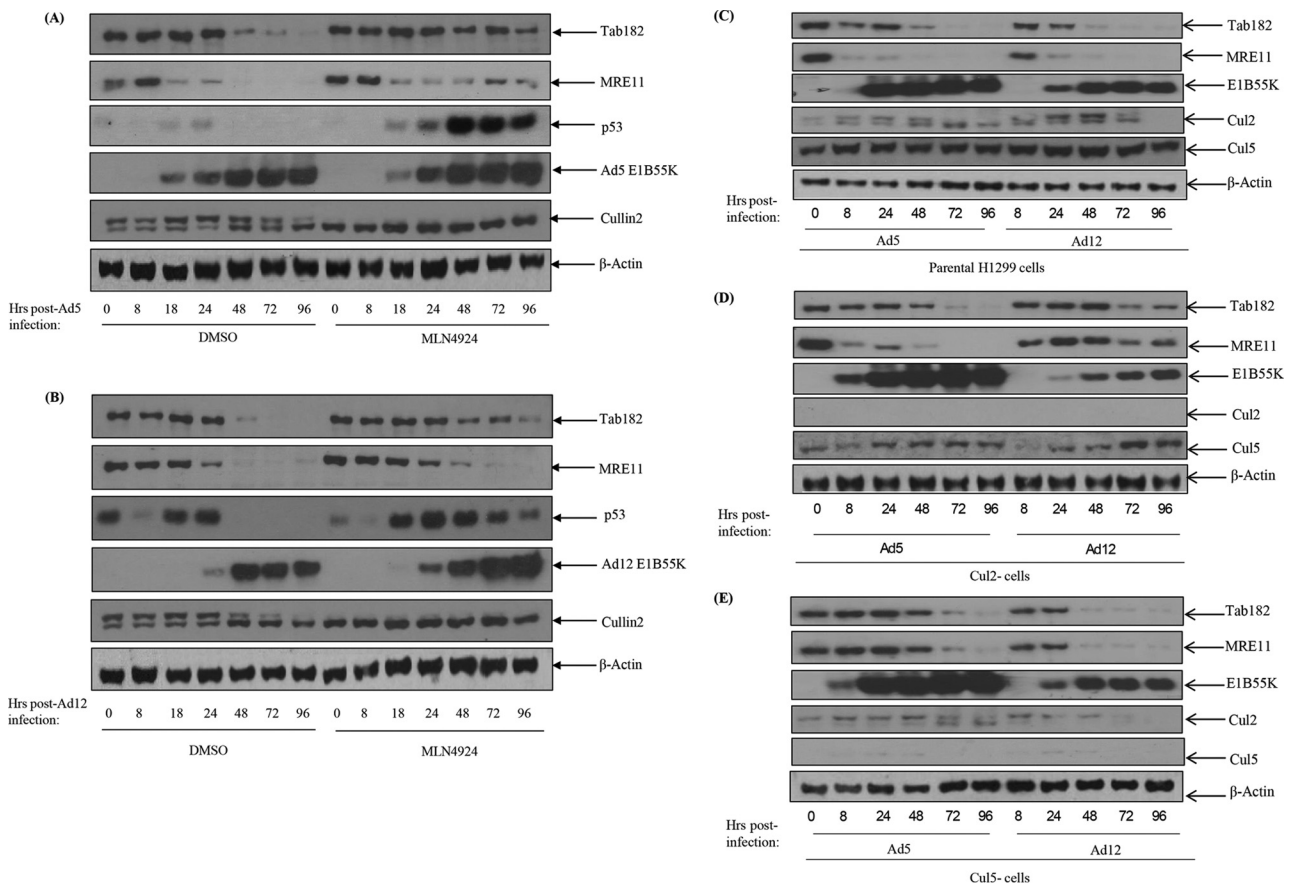 (A)
Tab182
MRE11
p53
Ad5 E1B55K
Cullin2
β-Actin
Hrs post-Ad5
infection:
0 8 18 24 48 72 96 0 8 18 24 48 72 96
DMSO MLN4924
(B)
Tab182
MRE11
p53
Ad12 E1B55K
Cullin2
β-Actin
Hrs post-Ad12
infection:
0 8 18 24 48 72 96 0 8 18 24 48 72 96
DMSO MLN4924
(C)
Tab182
MRE11
E1B55K
Cul2
Cul5
β-Actin
Hrs post-
infection:
0 8 24 48 72 96 8 24 48 72 96
Ad5 Ad12
Parental H1299 cells
(D)
Tab182
MRE11
E1B55K
Cul2
Cul5
β-Actin
Hrs post-
infection:
0 8 24 48 72 96 8 24 48 72 96
Ad5 Ad12
Cul2- cells
(E)
Tab182
MRE11
E1B55K
Cul2
Cul5
β-Actin
Hrs post-
infection:
0 8 24 48 72 96 8 24 48 72 96
Ad5 Ad12
Cul5- cells